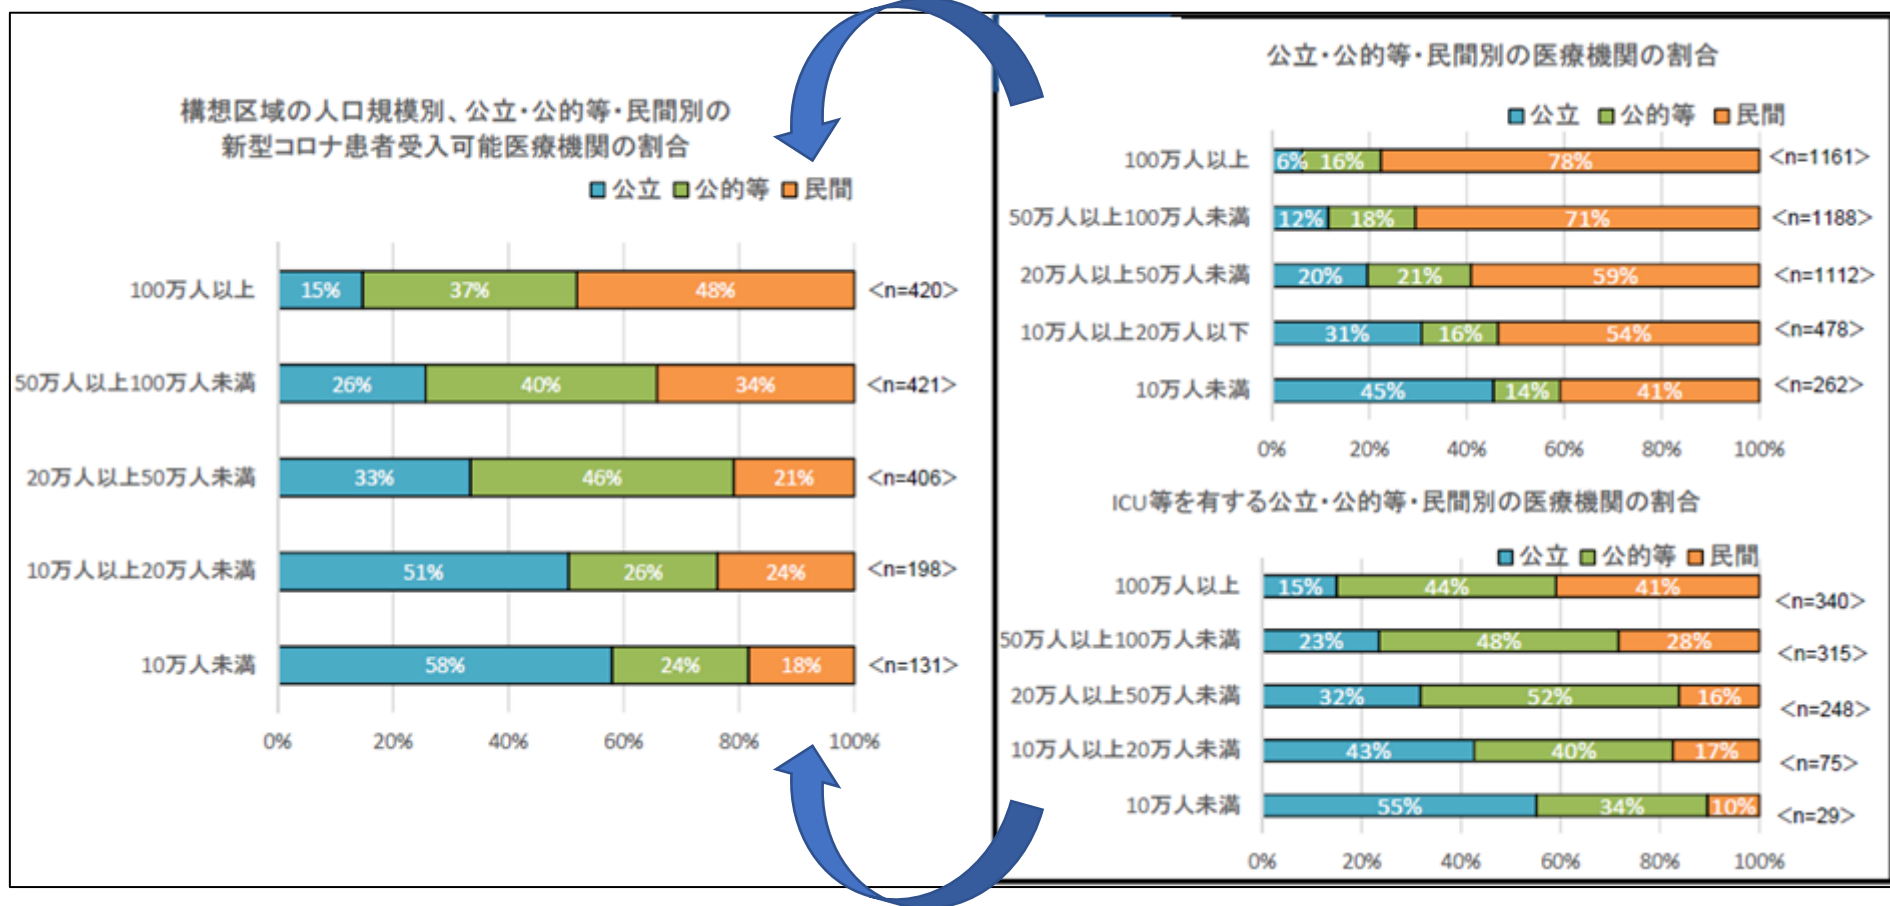 構想区域の人口規模別、公立・公的等・民間別の
新型コロナ患者受入可能医療機関の割合
公立 公的等 民間
100万人以上 15% 37% 48% <n=420>
50万人以上100万人未満 26% 40% 34% <n=421>
20万人以上50万人未満 33% 46% 21% <n=406>
10万人以上20万人未満 51% 26% 24% <n=198>
10万人未満 58% 24% 18% <n=131>
0% 20% 40% 60% 80% 100%
公立・公的等・民間別の医療機関の割合
公立 公的等 民間
100万人以上 6% 16% 78% <n=1161>
50万人以上100万人未満 12% 18% 71% <n=1188>
20万人以上50万人未満 20% 21% 59% <n=1112>
10万人以上20万人以下 31% 16% 54% <n=478>
10万人未満 45% 14% 41% <n=262>
0% 20% 40% 60% 80% 100%
ICU等を有する公立・公的等・民間別の医療機関の割合
公立 公的等 民間
100万人以上 15% 44% 41% <n=340>
50万人以上100万人未満 23% 48% 28% <n=315>
20万人以上50万人未満 32% 52% 16% <n=248>
10万人以上20万人未満 43% 40% 17% <n=75>
10万人未満 55% 34% 10% <n=29>
0% 20% 40% 60% 80% 100%